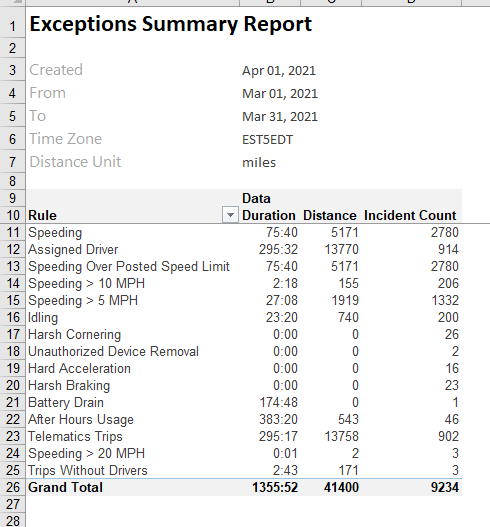 Exceptions Summary Report
Created Apr 01, 2021
From Mar 01, 2021
To Mar 31, 2021
Time Zone EST5EDT
Distance Unit miles
Data
Rule Duration Distance Incident Count
Speeding 75:40 5171 2780
Assigned Driver 295:32 13770 914
Speeding Over Posted Speed Limit 75:40 5171 2780
Speeding > 10 MPH 2:18 155 206
Speeding > 5 MPH 27:08 1919 1332
Idling 23:20 740 200
Harsh Cornering 0:00 0 26
Unauthorized Device Removal 0:00 0 2
Hard Acceleration 0:00 0 16
Harsh Braking 0:00 0 23
Battery Drain 174:48 0 1
After Hours Usage 383:20 543 46
Telematics Trips 295:17 13758 902
Speeding > 20 MPH 0:01 2 3
Trips Without Drivers 2:43 171 3
Grand Total 1355:52 41400 9234